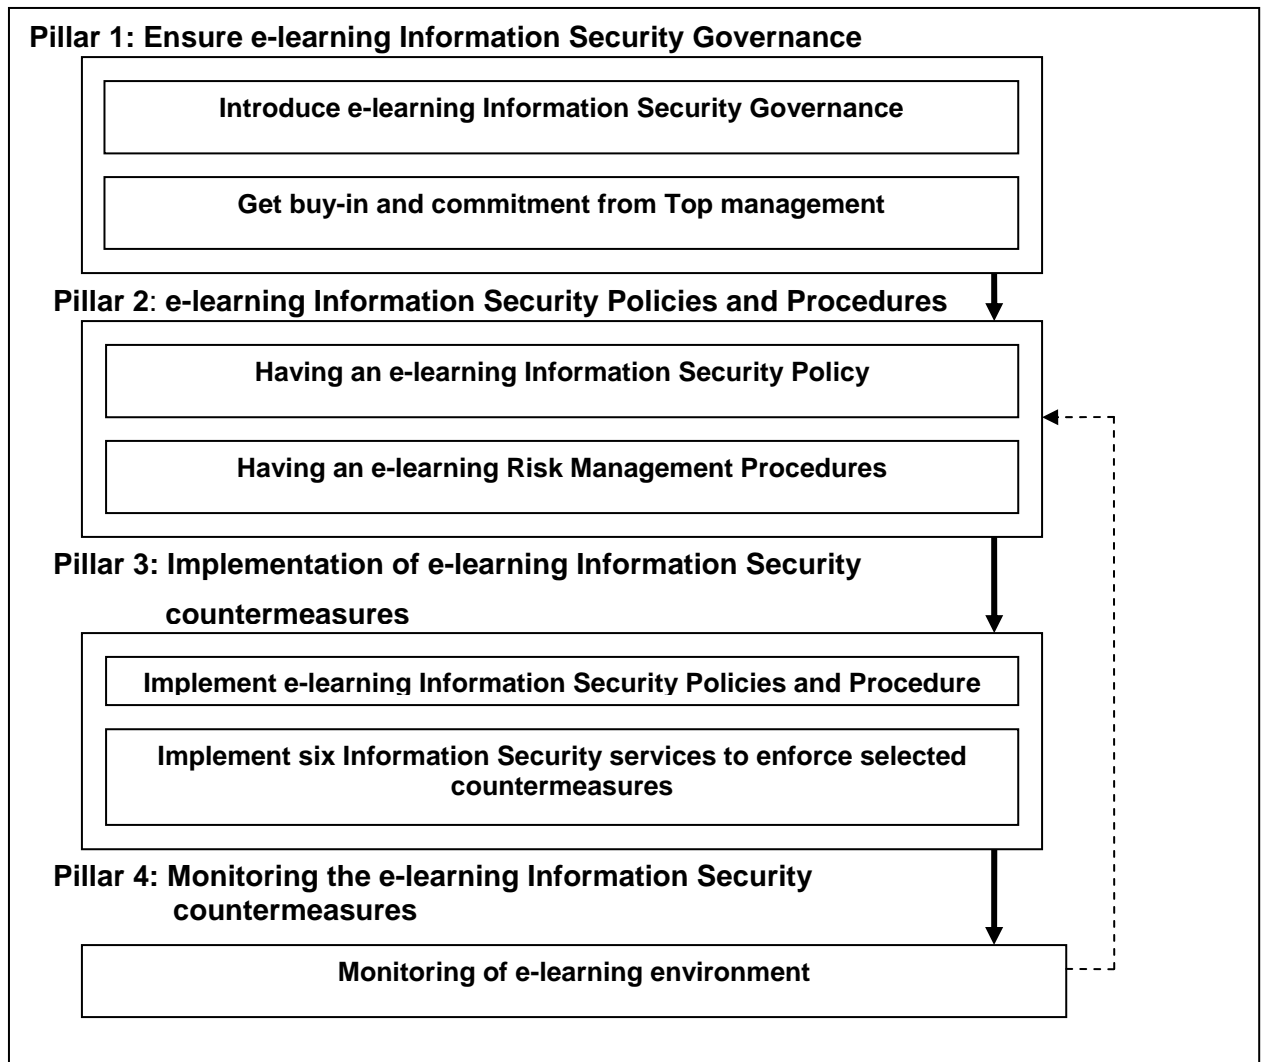 Pillar 1: Ensure e-learning Information Security Governance
Introduce e-learning Information Security Governance
Get buy-in and commitment from Top management
Pillar 2: e-learning Information Security Policies and Procedures
Having an e-learning Information Security Policy
Having an e-learning Risk Management Procedures
Pillar 3: Implementation of e-learning Information Security
countermeasures
Implement e-learning Information Security Policies and Procedure
Implement six Information Security services to enforce selected
countermeasures
Pillar 4: Monitoring the e-learning Information Security
countermeasures
Monitoring of e-learning environment